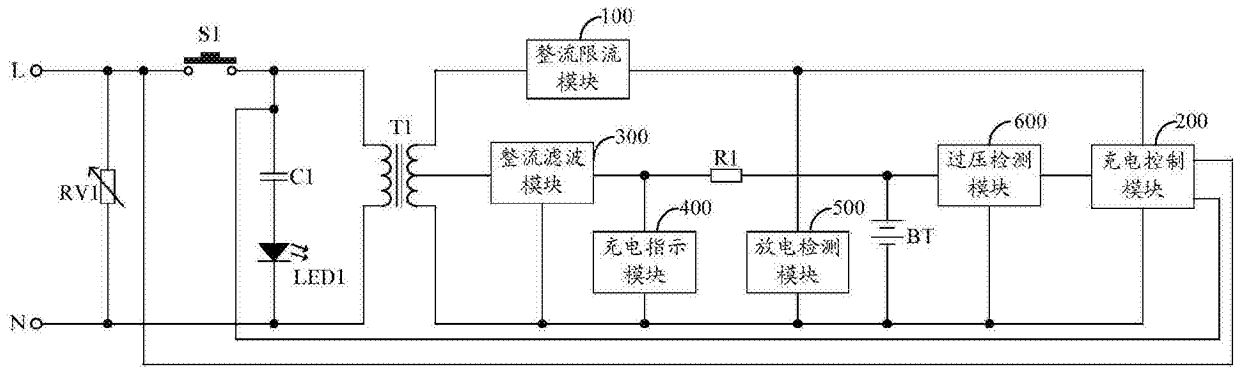 100
S1
整流限流
模块
L
T1
300
600
200
RV1
C1
整流滤波
模块
R1
过压检测
模块
充电控制
模块
400
500
BT
LED1
充电指示
模块
放电检测
模块
N